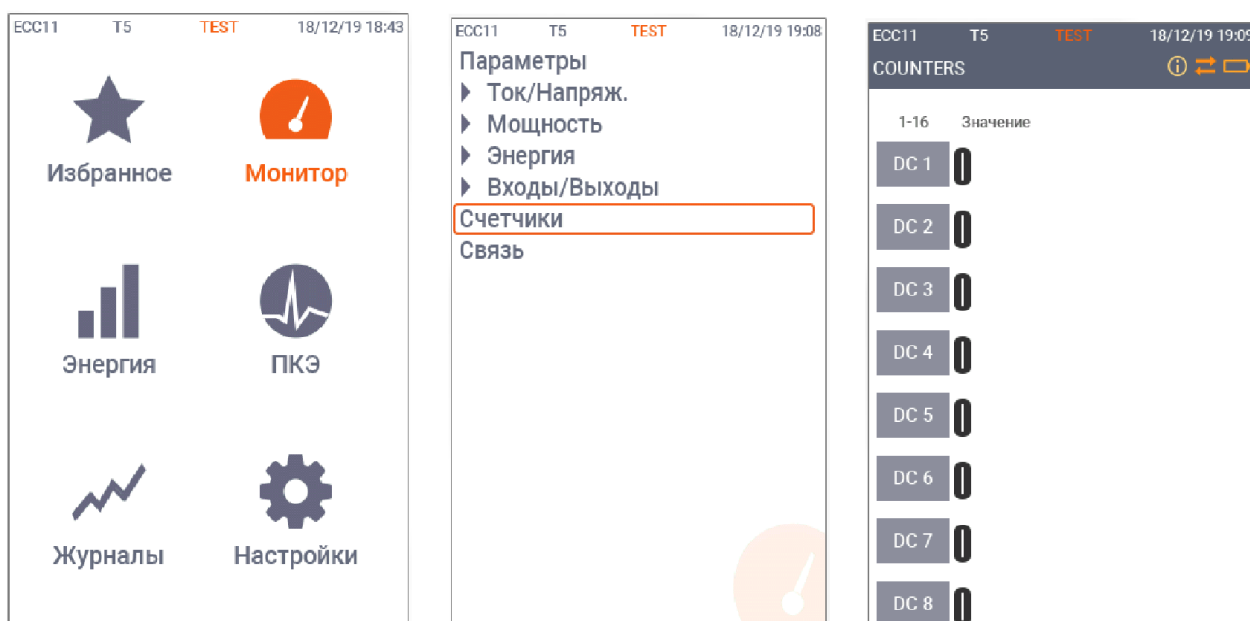 ECC11 T5 TEST 18/12/19 18:43
Избранное Монитор
Энергия ПКЭ
Журналы Настройки
ECC11 T5 TEST 18/12/19 19:08
Параметры
Ток/Напряж.
Мощность
Энергия
Входы/Выходы
Счетчики
Связь
ECC11 T5 TEST 18/12/19 19:09
COUNTERS
1-16 Значение
DC 1 0
DC 2 0
DC 3 0
DC 4 0
DC 5 0
DC 6 0
DC 7 0
DC 8 0